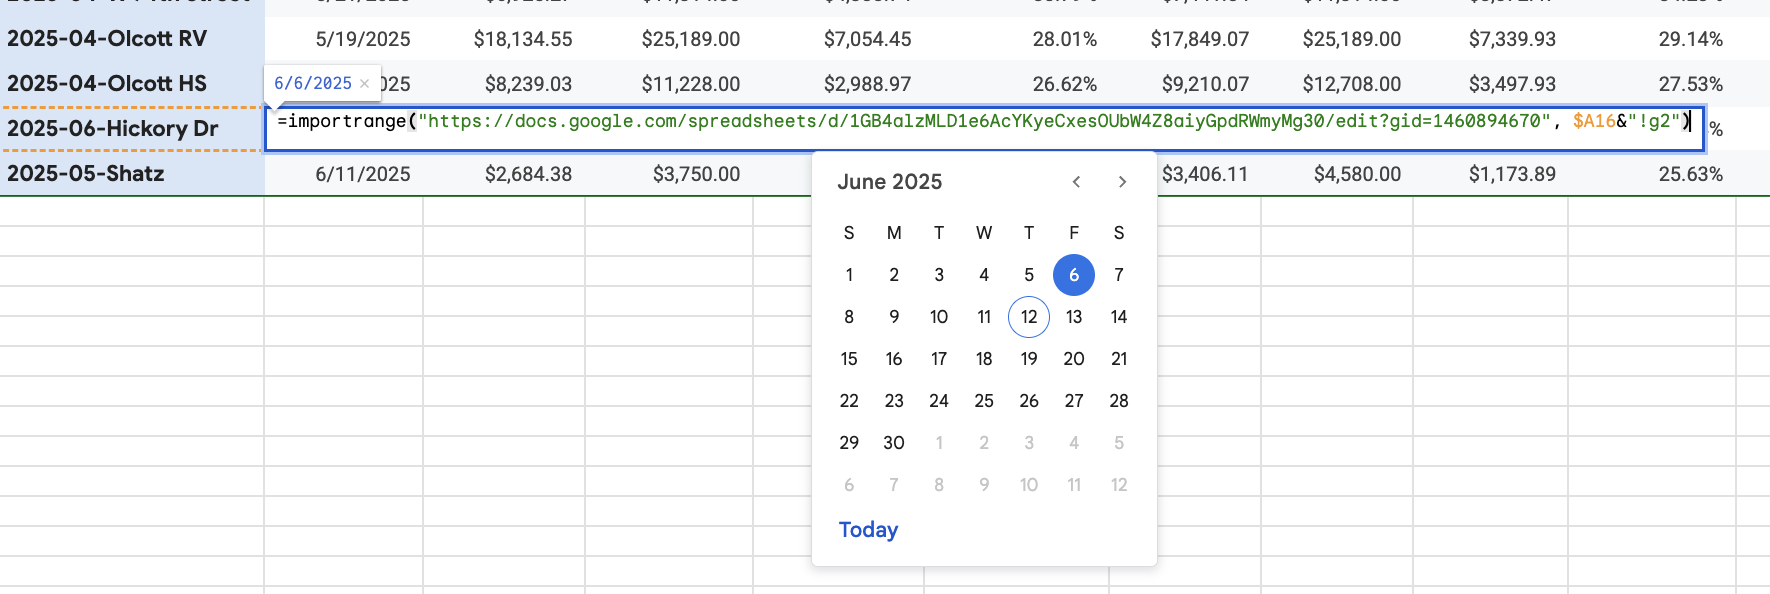 2025-04-Olcott RV 5/19/2025 $18,134.55 $25,189.00 $7,054.45 28.01% $17,849.07 $25,189.00 $7,339.93 29.14%
6/6/2025 ×
2025-04-Olcott HS 025 $8,239.03 $11,228.00 $2,988.97 26.62% $9,210.07 $12,708.00 $3,497.93 27.53%
2025-06-Hickory Dr =importrange("https://docs.google.com/spreadsheets/d/1GB4alzMLD1e6AcYKyeCxesOUbW4Z8aiyGpdRWmyMg30/edit?gid=1460894670", $A16&"!g2") %
2025-05-Shatz 6/11/2025 $2,684.38 $3,750.00 $3,406.11 $4,580.00 $1,173.89 25.63%
June 2025 ‹ ›
S M T W T F S
1 2 3 4 5 6 7
8 9 10 11 12 13 14
15 16 17 18 19 20 21
22 23 24 25 26 27 28
29 30 1 2 3 4 5
6 7 8 9 10 11 12
Today